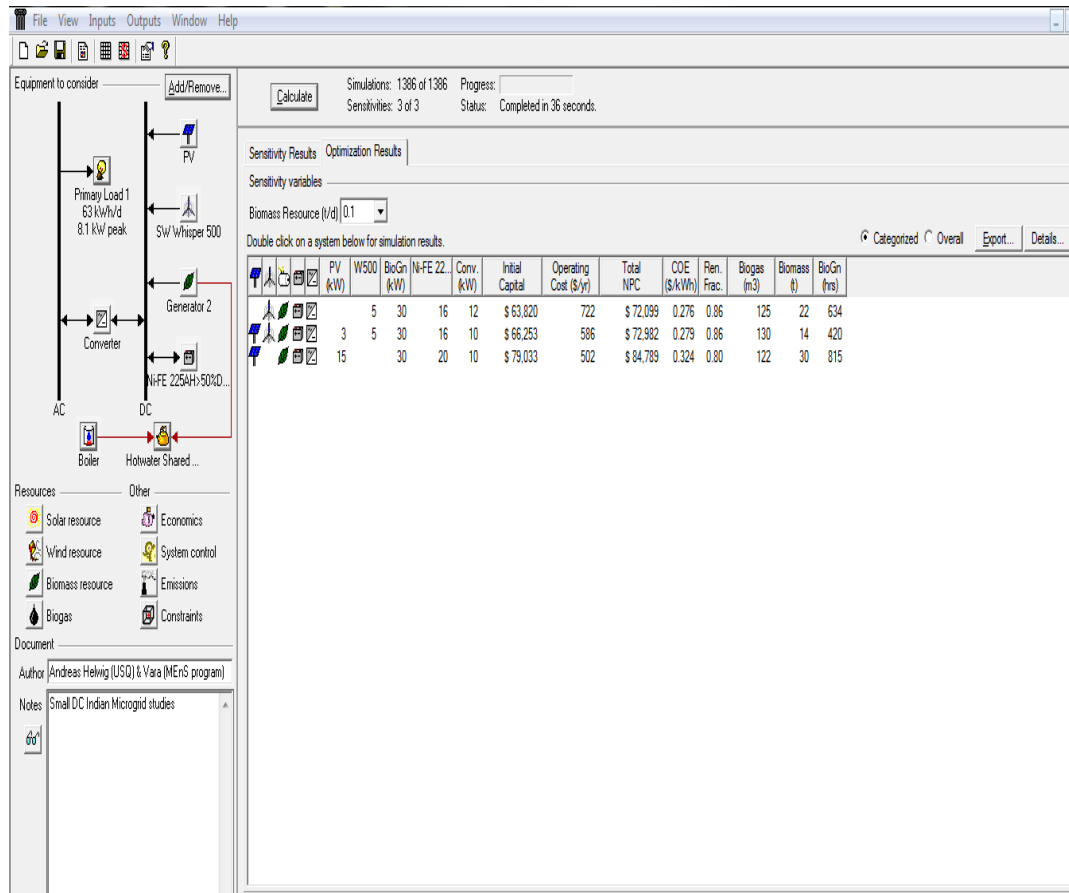 File View Inputs Outputs Window Help
Equipment to consider Add/Remove...
PV
Primary Load 1
63 kWh/d
8.1 kW peak
SW Whisper 500
Generator 2
Converter
Ni-FE 225AH>50%D...
AC DC
Boiler Hotwater Shared ...
Resources Other
Solar resource Economics
Wind resource System control
Biomass resource Emissions
Biogas Constraints
Document
Author Andreas Helwig (USQ) & Vara (MEnS program)
Notes Small DC Indian Microgrid studies
Calculate
Simulations: 1386 of 1386 Progress:
Sensitivities: 3 of 3 Status: Completed in 36 seconds.
Sensitivity Results Optimization Results
Sensitivity variables
Biomass Resource (t/d) 0.1
Double click on a system below for simulation results.
Categorized Overall Export... Details...
PV (kW) W500 BioGn (kW) Ni-FE 22... Conv. (kW) Initial Capital Operating Cost ($/yr) Total NPC COE ($/kWh) Ren. Frac. Biogas (m3) Biomass (t) BioGn (hrs)
5 30 16 12 $ 63,820 722 $ 72,099 0.276 0.86 125 22 634
3 5 30 16 10 $ 66,253 586 $ 72,982 0.279 0.86 130 14 420
15 30 20 10 $ 79,033 502 $ 84,789 0.324 0.80 122 30 815